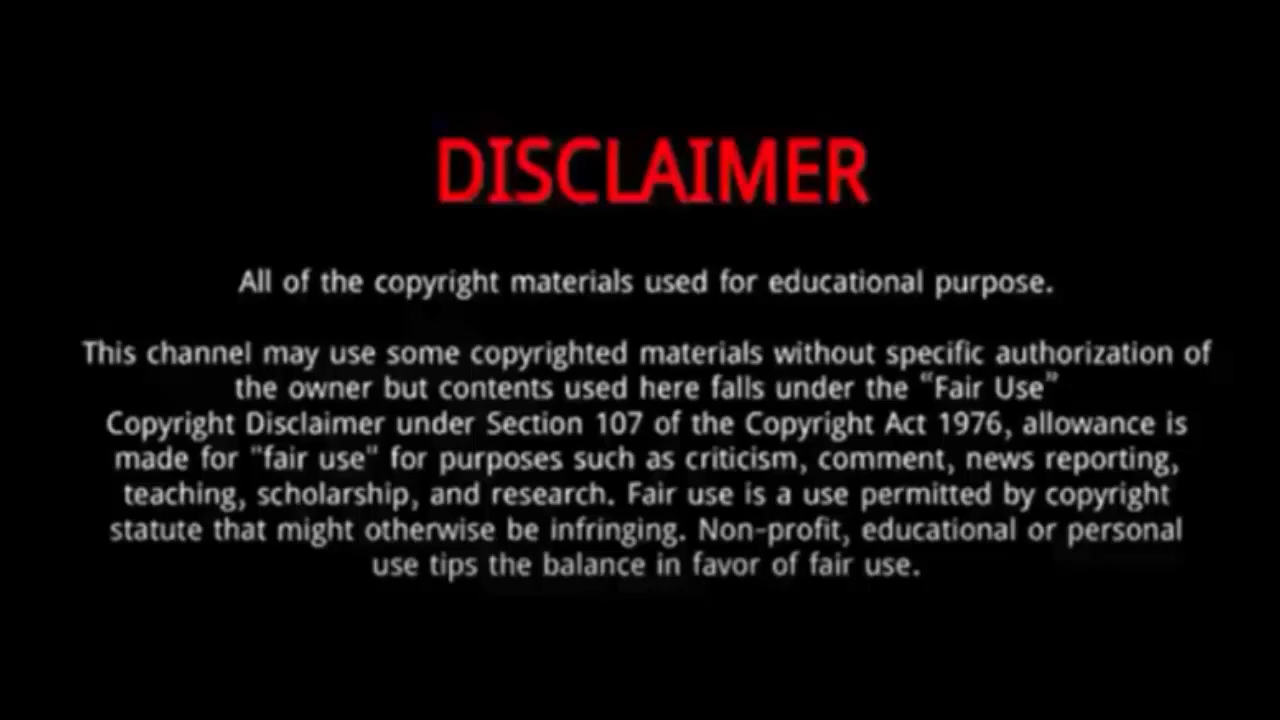 DISCLAIMER
All of the copyright materials used for educational purpose.
This channel may use some copyrighted materials without specific authorization of
the owner but contents used here falls under the “Fair Use”
Copyright Disclaimer under Section 107 of the Copyright Act 1976, allowance is
made for "fair use" for purposes such as criticism, comment, news reporting,
teaching, scholarship, and research. Fair use is a use permitted by copyright
statute that might otherwise be infringing. Non-profit, educational or personal
use tips the balance in favor of fair use.